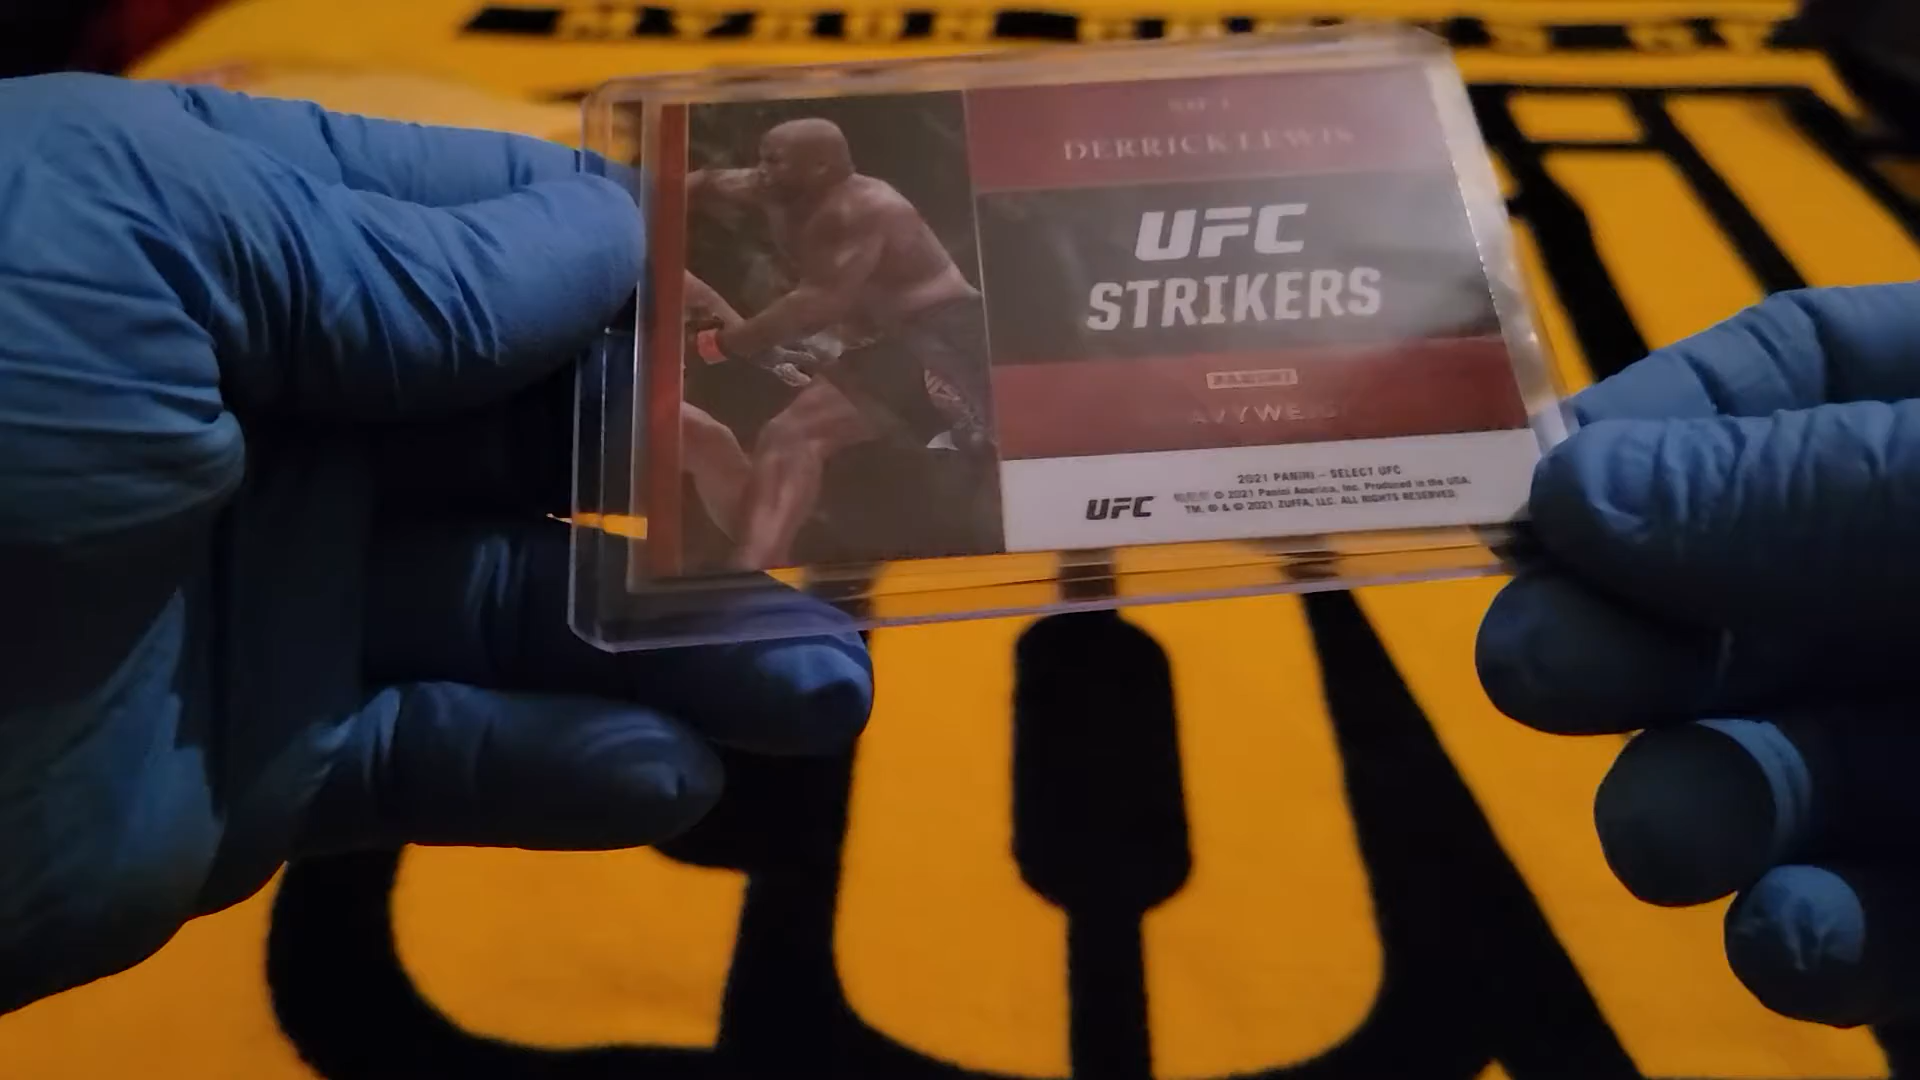 DERRICK LEWIS
UFC
STRIKERS
PANINI
2021 PANINI – SELECT UFC
© 2021 Panini America, Inc. Produced in the USA.
TM, ® & © 2021 ZUFFA, LLC. ALL RIGHTS RESERVED.
UFC